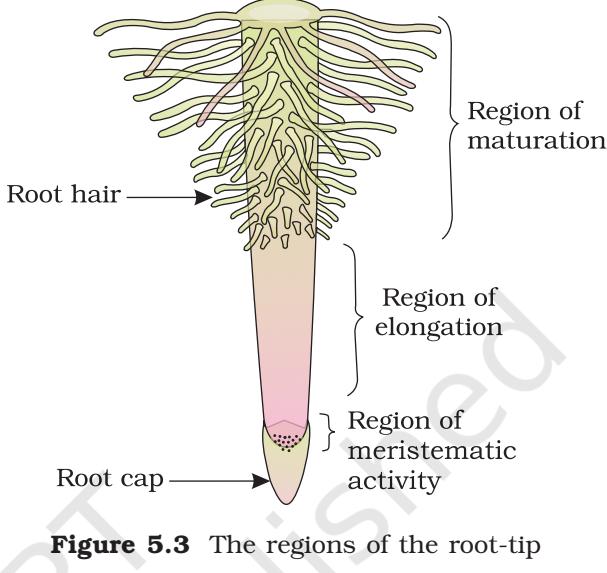 Region of
maturation
Root hair
Region of
elongation
Region of
meristematic
activity
Root cap
Figure 5.3 The regions of the root-tip